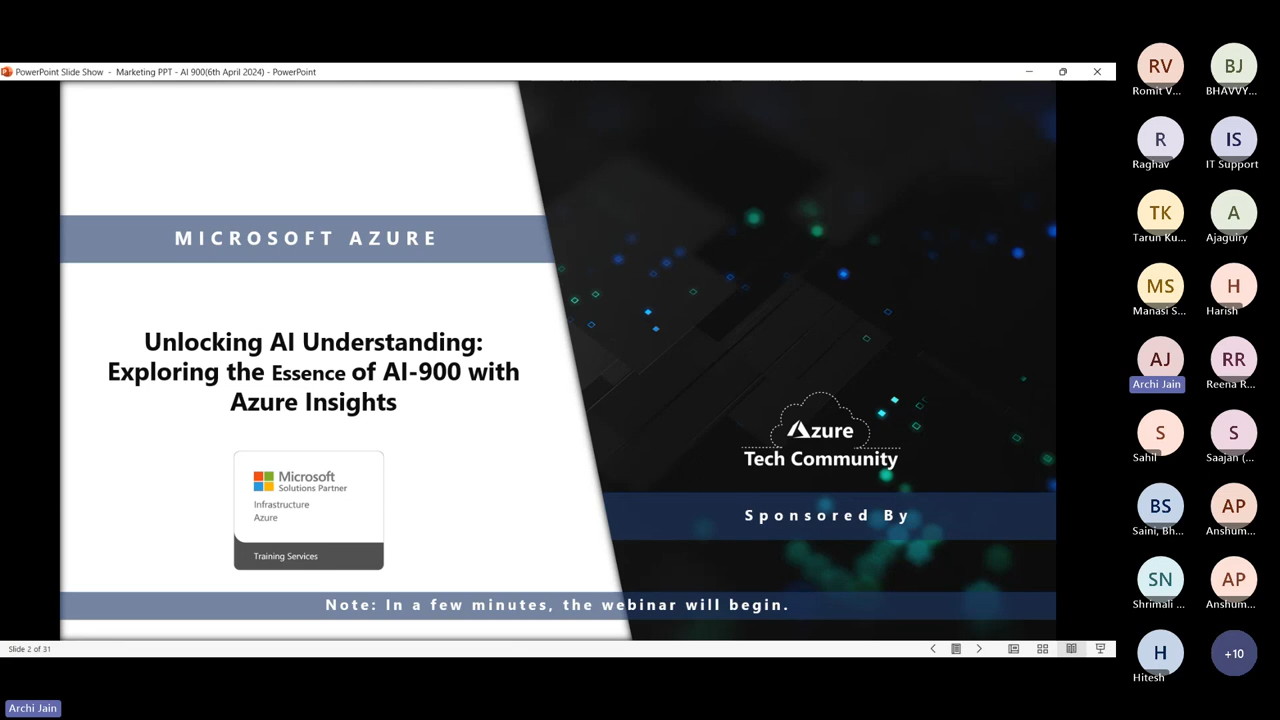 PowerPoint Slide Show - Marketing PPT - AI 900(6th April 2024) - PowerPoint
MICROSOFT AZURE
Unlocking AI Understanding:
Exploring the Essence of AI-900 with
Azure Insights
Microsoft
Solutions Partner
Infrastructure
Azure
Training Services
Azure
Tech Community
Sponsored By
Note: In a few minutes, the webinar will begin.
Slide 2 of 31
RV
Romit V...
BJ
BHAVVY...
R
Raghav
IS
IT Support
TK
Tarun Ku...
A
Ajaguiry
MS
Manasi S...
H
Harish
AJ
Archi Jain
RR
Reena R...
S
Sahil
S
Saajan (...
BS
Saini, Bh...
AP
Anshum...
SN
Shrimali ...
AP
Anshum...
H
Hitesh
+10
Archi Jain